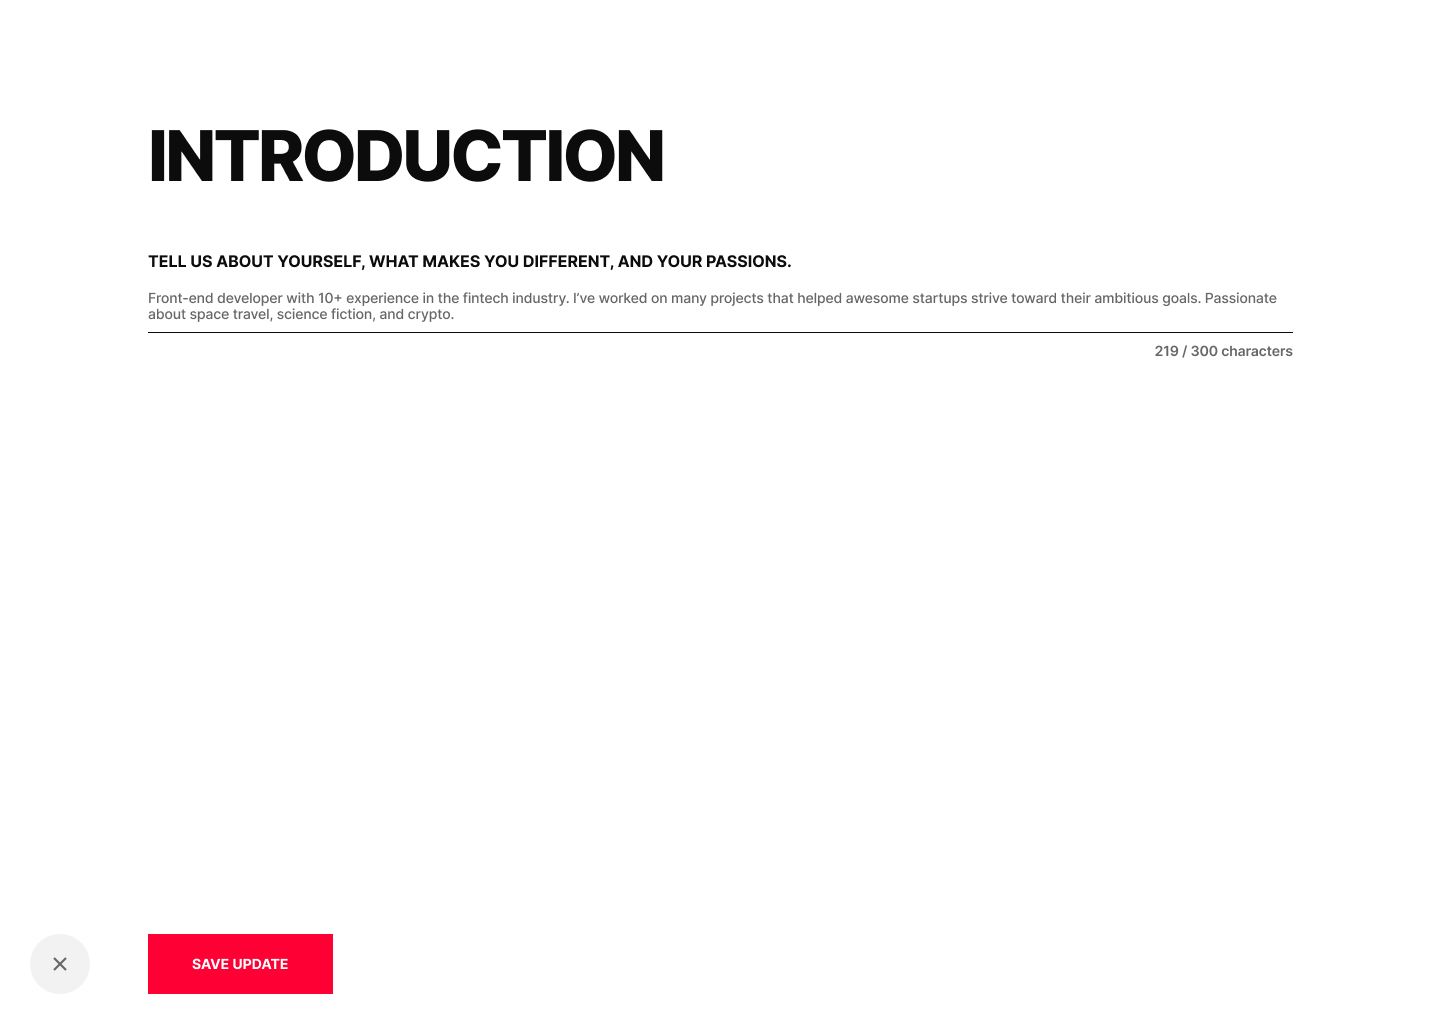 INTRODUCTION
TELL US ABOUT YOURSELF, WHAT MAKES YOU DIFFERENT, AND YOUR PASSIONS.
Front-end developer with 10+ experience in the fintech industry. I’ve worked on many projects that helped awesome startups strive toward their ambitious goals. Passionate
about space travel, science fiction, and crypto.
219 / 300 characters
SAVE UPDATE